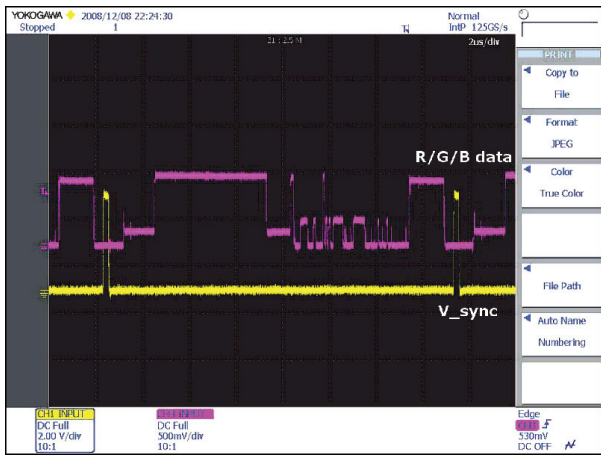 YOKOGAWA 2008/12/08 22:24:30
Stopped 1
Normal
IntP 125GS/s
2us/div
PRINT
Copy to
File
Format
JPEG
Color
True Color
File Path
Auto Name
Numbering
R/G/B data
V_sync
CH1 INPUT
DC Full
2.00 V/div
10:1
DC Full
500mV/div
10:1
Edge
530mV
DC OFF